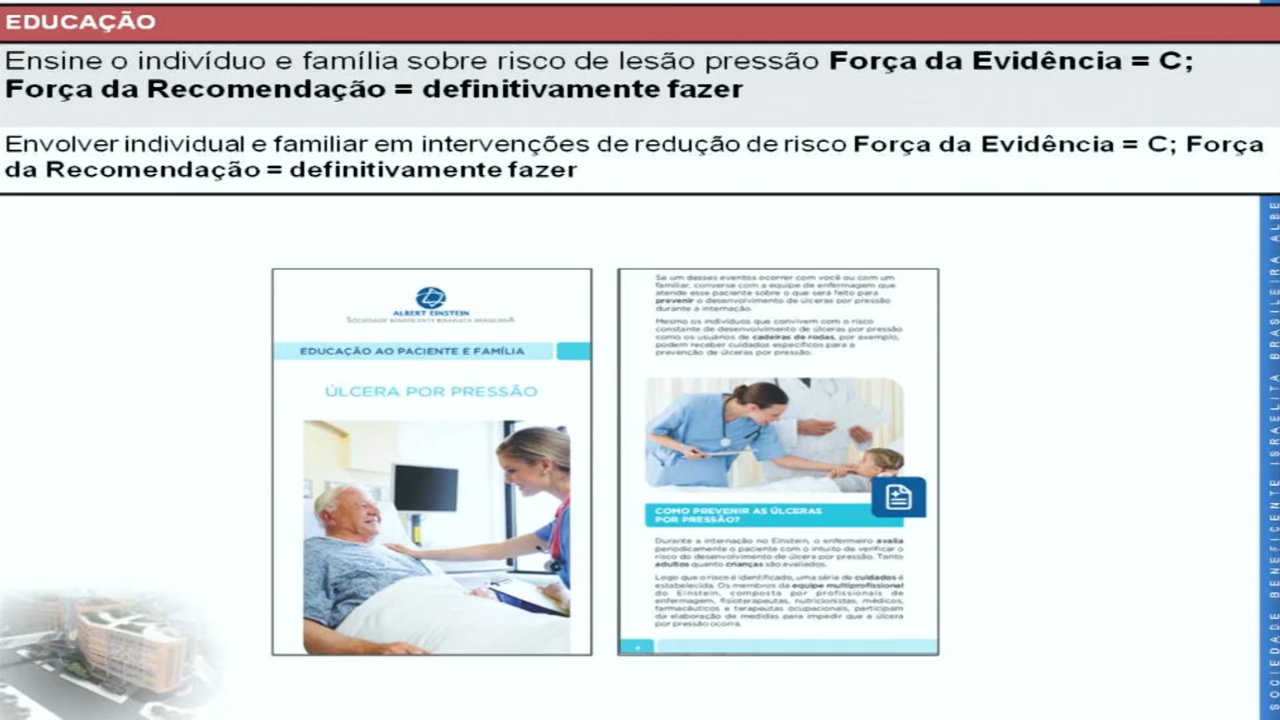 EDUCAÇÃO
Ensine o indivíduo e família sobre risco de lesão pressão Força da Evidência = C;
Força da Recomendação = definitivamente fazer
Envolver individual e familiar em intervenções de redução de risco Força da Evidência = C; Força
da Recomendação = definitivamente fazer
ALBERT EINSTEIN
SOCIEDADE BENEFICENTE ISRAELITA BRASILEIRA
EDUCAÇÃO AO PACIENTE E FAMÍLIA
ÚLCERA POR PRESSÃO
Se um desses eventos ocorrer com você ou com um
familiar, converse com a equipe de enfermagem que
atende esse paciente sobre o que será feito para
prevenir o desenvolvimento de úlceras por pressão
durante a internação.
Mesmo os indivíduos que convivem com o risco
constante de desenvolvimento de úlceras por pressão
como os usuários de cadeiras de rodas, por exemplo,
podem receber cuidados específicos para a
prevenção de úlceras por pressão.
COMO PREVENIR AS ÚLCERAS
POR PRESSÃO?
Durante a internação no Einstein, o enfermeiro avalia
periodicamente o paciente com o intuito de verificar o
risco do desenvolvimento de úlcera por pressão. Tanto
adultos quanto crianças são avaliados.
Logo que o risco é identificado, uma série de cuidados é
estabelecida. Os membros da equipe multiprofissional
do Einstein, composta por profissionais de
enfermagem, fisioterapeutas, nutricionistas, médicos,
farmacêuticos e terapeutas ocupacionais, participam
da elaboração de medidas para impedir que a úlcera
por pressão ocorra.
4
SOCIEDADE BENEFICENTE ISRAELITA BRASILEIRA ALBE